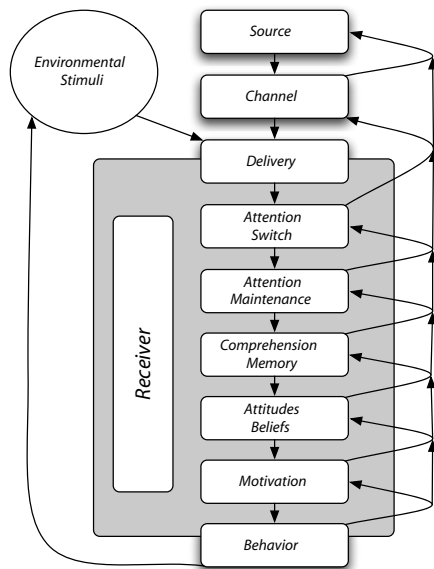 Source
Environmental
Stimuli
Channel
Delivery
Attention
Switch
Attention
Maintenance
Receiver
Comprehension
Memory
Attitudes
Beliefs
Motivation
Behavior